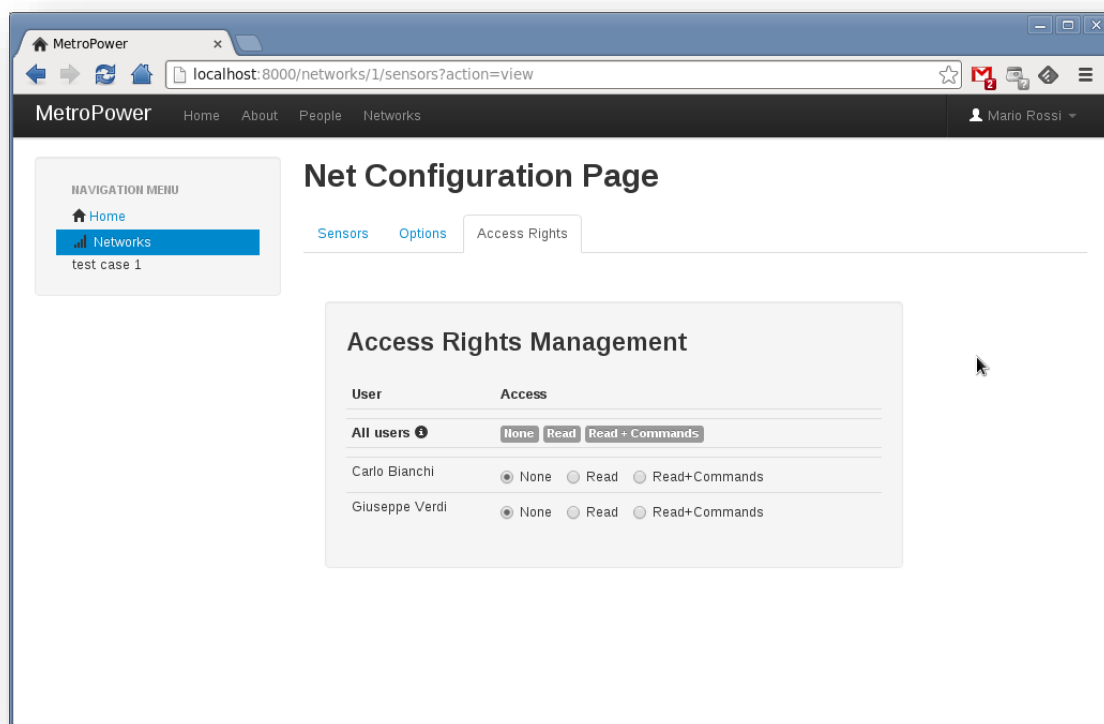 MetroPower
localhost:8000/networks/1/sensors?action=view
2
?
MetroPower Home About People Networks Mario Rossi
NAVIGATION MENU
Home
Networks
test case 1
Net Configuration Page
Sensors Options Access Rights
Access Rights Management
User Access
All users None Read Read + Commands
Carlo Bianchi None Read Read+Commands
Giuseppe Verdi None Read Read+Commands